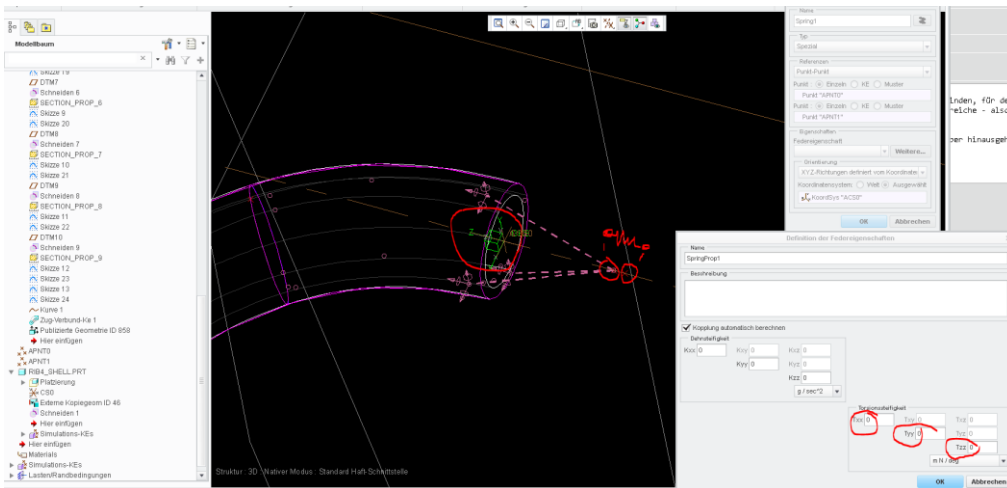 Modellbaum
Skizze 19
DTM7
Schneiden 6
SECTION_PROP_6
Skizze 9
Skizze 20
DTM8
Schneiden 7
SECTION_PROP_7
Skizze 10
Skizze 21
DTM9
Schneiden 8
SECTION_PROP_8
Skizze 11
Skizze 22
DTM10
Schneiden 9
SECTION_PROP_9
Skizze 12
Skizze 23
Skizze 13
Skizze 24
Kurve 1
Zug-Verbund-KE 1
Publizierte Geometrie ID 858
Hier einfügen
APNT0
APNT1
RIB4_SHELL.PRT
Platzierung
CS0
Externe Kopiegeom ID 46
Schneiden 1
Hier einfügen
Simulations-KEs
Hier einfügen
Materials
Simulations-KEs
Lasten/Randbedingungen
Z
Struktur : 3D : Nativer Modus : Standard Haft-Schnittstelle
Name
Spring1
Typ
Spezial
Referenzen
Punkt-Punkt
Punkt : Einzeln KE Muster
Punkt "APNT0"
Punkt : Einzeln KE Muster
Punkt "APNT1"
Eigenschaften
Federeigenschaft
Weitere...
Orientierung
XYZ-Richtungen definiert vom Koordinate
Koordinatensystem Welt Ausgewählt
KoordSys "ACS0"
OK Abbrechen
inden, für de
reiche - also
ber hinausgeh
Definition der Federeigenschaften
Name
SpringProp1
Beschreibung
Kopplung automatisch berechnen
Dehnsteifigkeit
Kxx 0 Kxy 0 Kxz 0
Kyy 0 Kyz 0
Kzz 0
g / sec^2
Torsionssteifigkeit
Txx 0 Txy 0 Txz 0
Tyy 0 Tyz 0
Tzz 0
m N / deg
OK Abbrechen